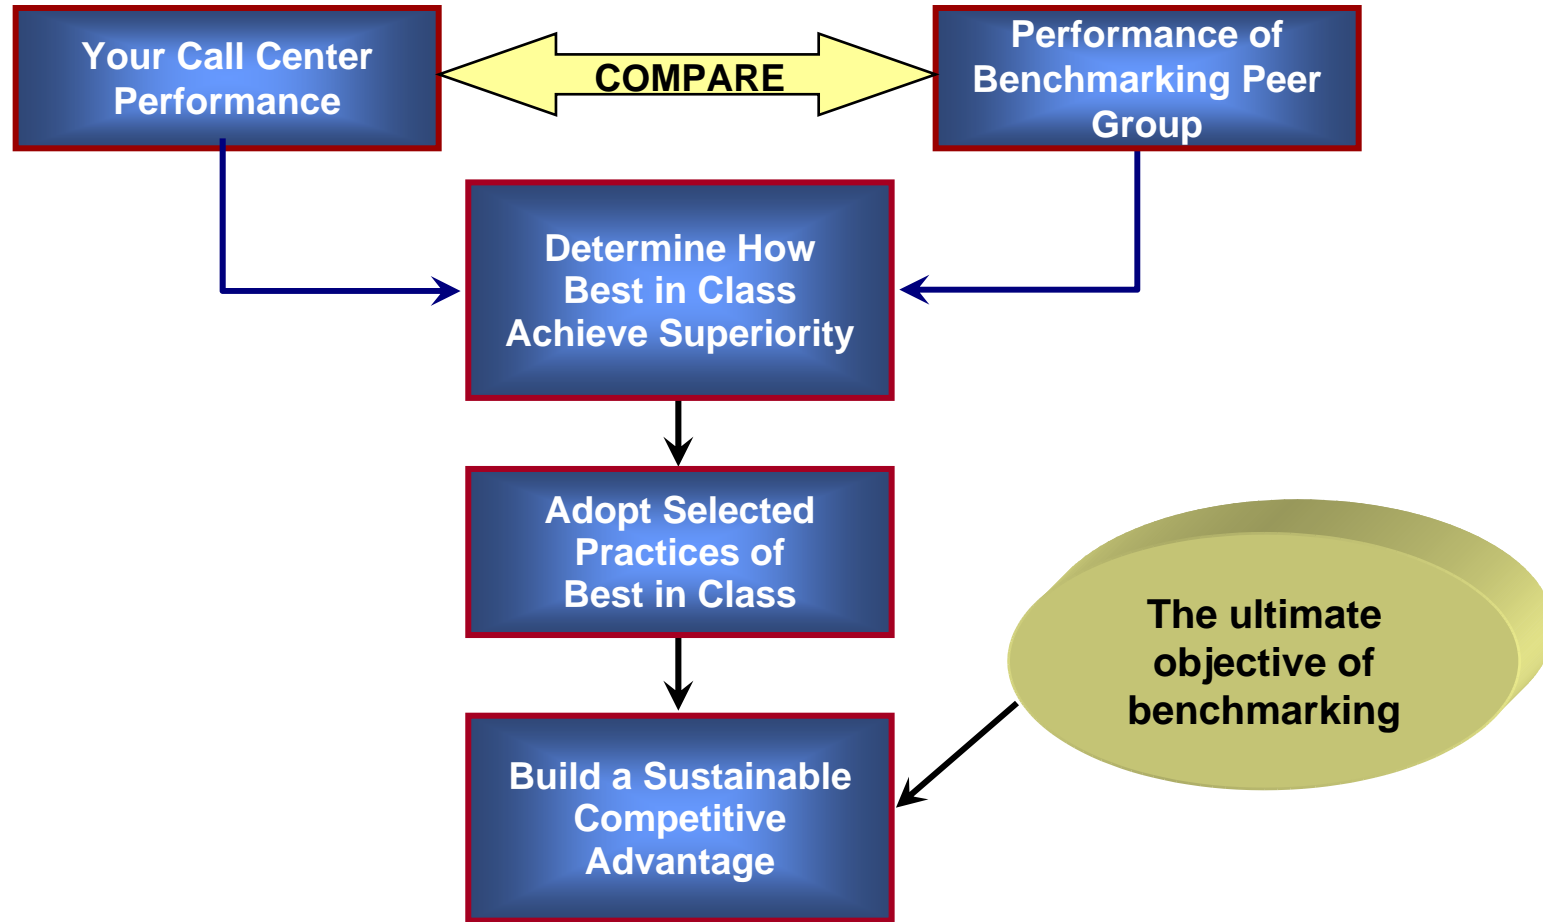 Your Call Center
Performance
COMPARE
Performance of
Benchmarking Peer
Group
Determine How
Best in Class
Achieve Superiority
Adopt Selected
Practices of
Best in Class
The ultimate
objective of
benchmarking
Build a Sustainable
Competitive
Advantage